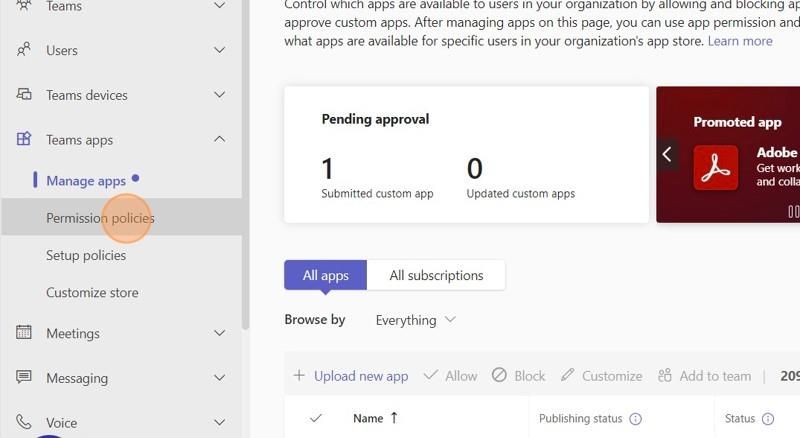 Teams
Users
Teams devices
Teams apps
Manage apps
Permission policies
Setup policies
Customize store
Meetings
Messaging
Voice
Control which apps are available to users in your organization by allowing and blocking ap
approve custom apps. After managing apps on this page, you can use app permission and
what apps are available for specific users in your organization's app store. Learn more
Pending approval
1
Submitted custom app
0
Updated custom apps
Promoted app
Adobe
Get work
and colla
All apps
All subscriptions
Browse by
Everything
Upload new app
Allow
Block
Customize
Add to team
209
Name
Publishing status
Status